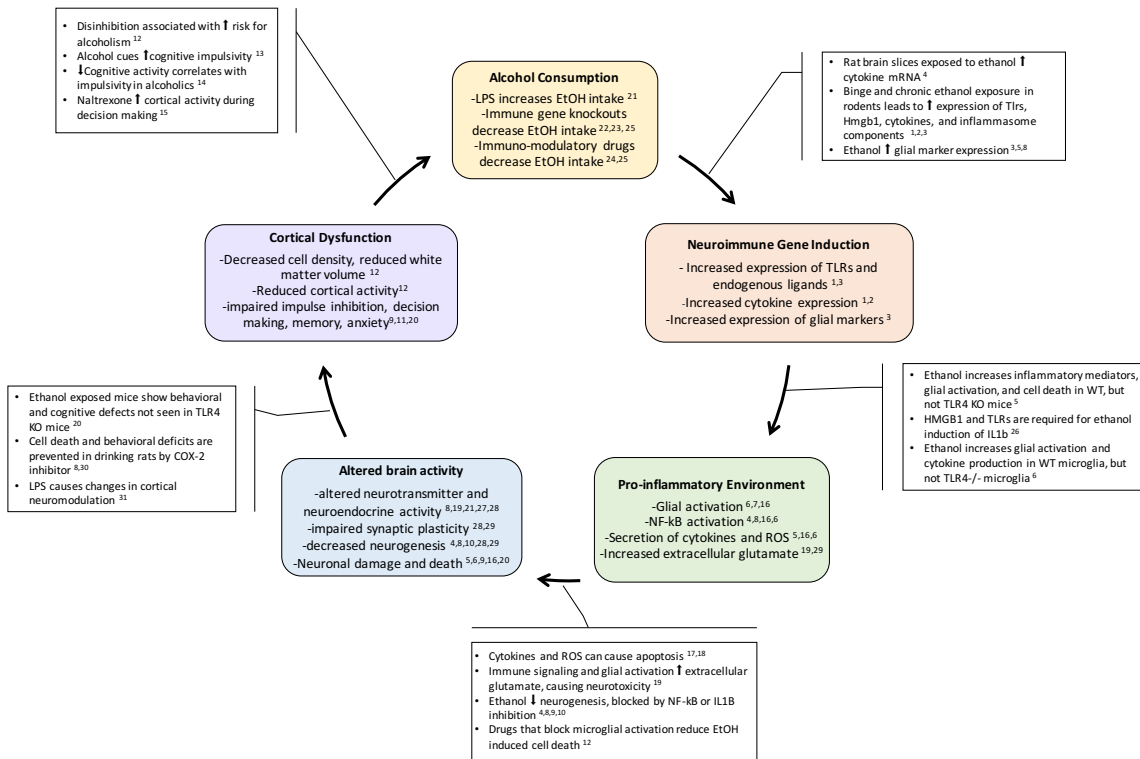 • Disinhibition associated with ⬆ risk for
alcoholism 12
• Alcohol cues ⬆cognitive impulsivity 13
• ⬇Cognitive activity correlates with
impulsivity in alcoholics 14
• Naltrexone ⬆ cortical activity during
decision making 15
Alcohol Consumption
-LPS increases EtOH intake 21
-Immune gene knockouts
decrease EtOH intake 22,23, 25
-Immuno-modulatory drugs
decrease EtOH intake 24,25
• Rat brain slices exposed to ethanol ⬆
cytokine mRNA 4
• Binge and chronic ethanol exposure in
rodents leads to ⬆ expression of Tlrs,
Hmgb1, cytokines, and inflammasome
components 1,2,3
• Ethanol ⬆ glial marker expression3,5,8
Cortical Dysfunction
-Decreased cell density, reduced white
matter volume 12
-Reduced cortical activity12
-impaired impulse inhibition, decision
making, memory, anxiety9,11,20
Neuroimmune Gene Induction
- Increased expression of TLRs and
endogenous ligands 1,3
-Increased cytokine expression 1,2
-Increased expression of glial markers 3
• Ethanol exposed mice show behavioral
and cognitive defects not seen in TLR4
KO mice 20
• Cell death and behavioral deficits are
prevented in drinking rats by COX-2
inhibitor 8,30
• LPS causes changes in cortical
neuromodulation 31
• Ethanol increases inflammatory mediators,
glial activation, and cell death in WT, but
not TLR4 KO mice 5
• HMGB1 and TLRs are required for ethanol
induction of IL1b 26
• Ethanol increases glial activation and
cytokine production in WT microglia, but
not TLR4-/- microglia 6
Altered brain activity
-altered neurotransmitter and
neuroendocrine activity 8,19,21,27,28
-impaired synaptic plasticity 28,29
-decreased neurogenesis 4,8,10,28,29
-Neuronal damage and death 5,6,9,16,20
Pro-inflammatory Environment
-Glial activation 6,7,16
-NF-kB activation 4,8,16,6
-Secretion of cytokines and ROS 5,16,6
-Increased extracellular glutamate 19,29
• Cytokines and ROS can cause apoptosis 17,18
• Immune signaling and glial activation ⬆ extracellular
glutamate, causing neurotoxicity 19
• Ethanol ⬇ neurogenesis, blocked by NF-kB or IL1B
inhibition 4,8,9,10
• Drugs that block microglial activation reduce EtOH
induced cell death 12